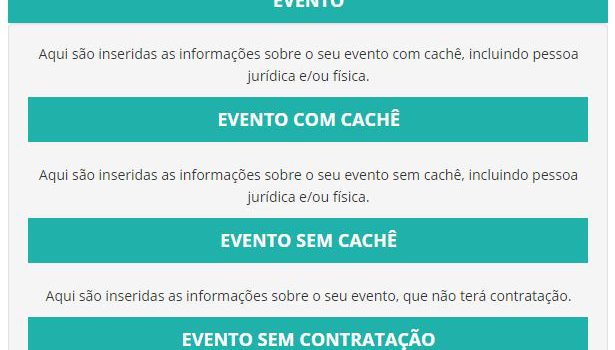 EVENTO
Aqui são inseridas as informações sobre o seu evento com cachê, incluindo pessoa
jurídica e/ou física.
EVENTO COM CACHÊ
Aqui são inseridas as informações sobre o seu evento sem cachê, incluindo pessoa
jurídica e/ou física.
EVENTO SEM CACHÊ
Aqui são inseridas as informações sobre o seu evento, que não terá contratação.
EVENTO SEM CONTRATAÇÃO